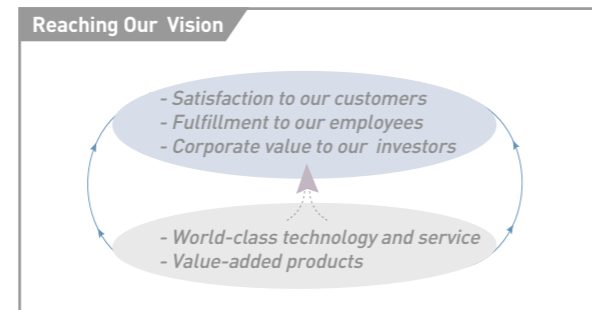 Reaching Our Vision
- Satisfaction to our customers
- Fulfillment to our employees
- Corporate value to our investors
- World-class technology and service
- Value-added products